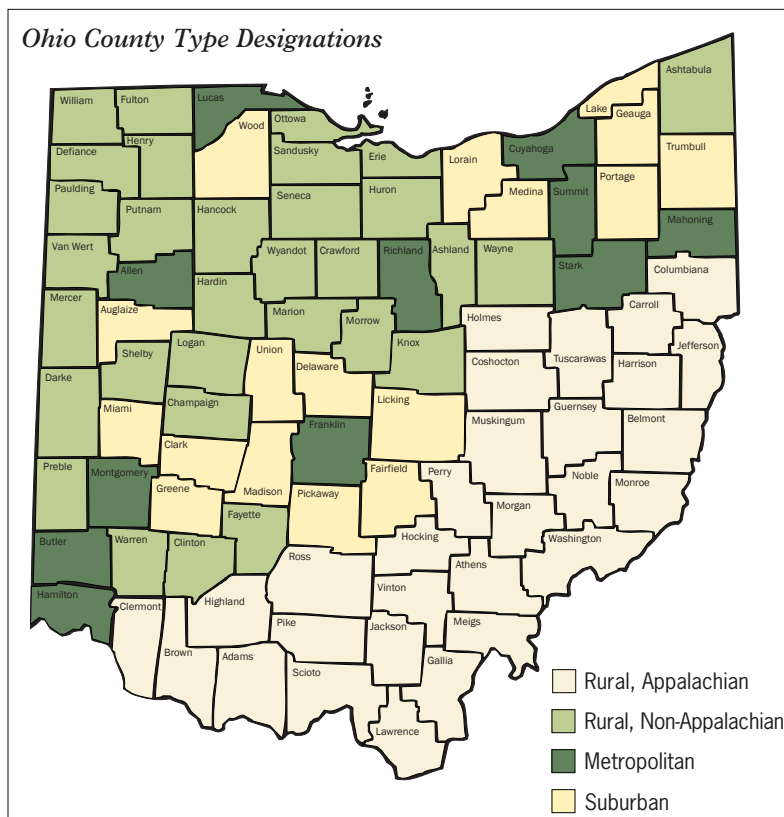 Ohio County Type Designations
Ashtabula
Lake
Geauga
William
Fulton
Lucas
Wood
Ottowa
Cuyahoga
Trumbull
Henry
Defiance
Sandusky
Erie
Lorain
Medina
Summit
Portage
Paulding
Putnam
Hancock
Seneca
Huron
Mahoning
Van Wert
Allen
Wyandot
Crawford
Richland
Ashland
Wayne
Stark
Columbiana
Mercer
Auglaize
Hardin
Marion
Morrow
Holmes
Carroll
Jefferson
Shelby
Logan
Union
Delaware
Knox
Coshocton
Tuscarawas
Harrison
Darke
Miami
Champaign
Franklin
Licking
Muskingum
Guernsey
Belmont
Clark
Preble
Montgomery
Greene
Madison
Pickaway
Fairfield
Perry
Noble
Monroe
Morgan
Fayette
Butler
Warren
Clinton
Ross
Hocking
Athens
Washington
Hamilton
Clermont
Highland
Vinton
Brown
Adams
Pike
Jackson
Meigs
Scioto
Gallia
Lawrence
Rural, Appalachian
Rural, Non-Appalachian
Metropolitan
Suburban